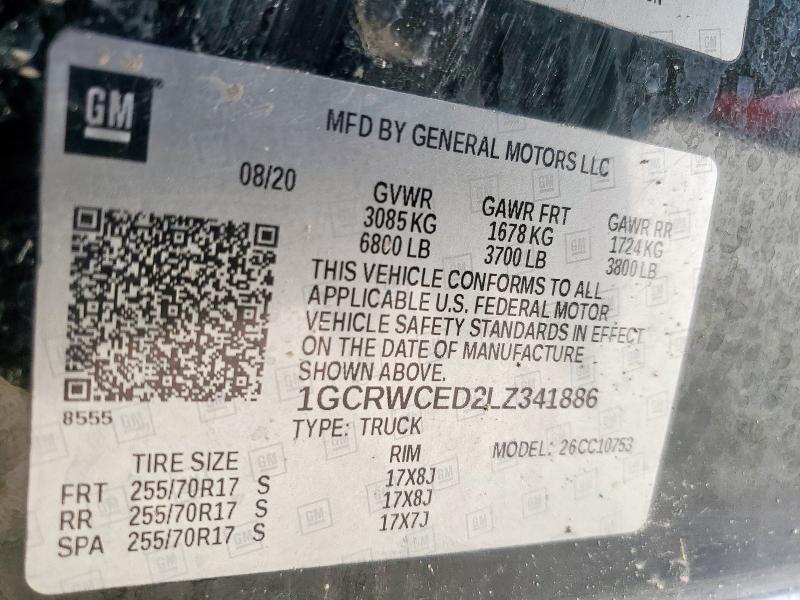 GM
MFD BY GENERAL MOTORS LLC
08/20
GVWR GAWR FRT GAWR RR
3085 KG 1678 KG 1724 KG
6800 LB 3700 LB 3800 LB
THIS VEHICLE CONFORMS TO ALL
APPLICABLE U.S. FEDERAL MOTOR
VEHICLE SAFETY STANDARDS IN EFFECT
ON THE DATE OF MANUFACTURE
SHOWN ABOVE.
8555
1GCRWCED2LZ341886
TYPE: TRUCK
MODEL: 26CC10753
TIRE SIZE RIM
FRT 255/70R17 S 17X8J
RR 255/70R17 S 17X8J
SPA 255/70R17 S 17X7J